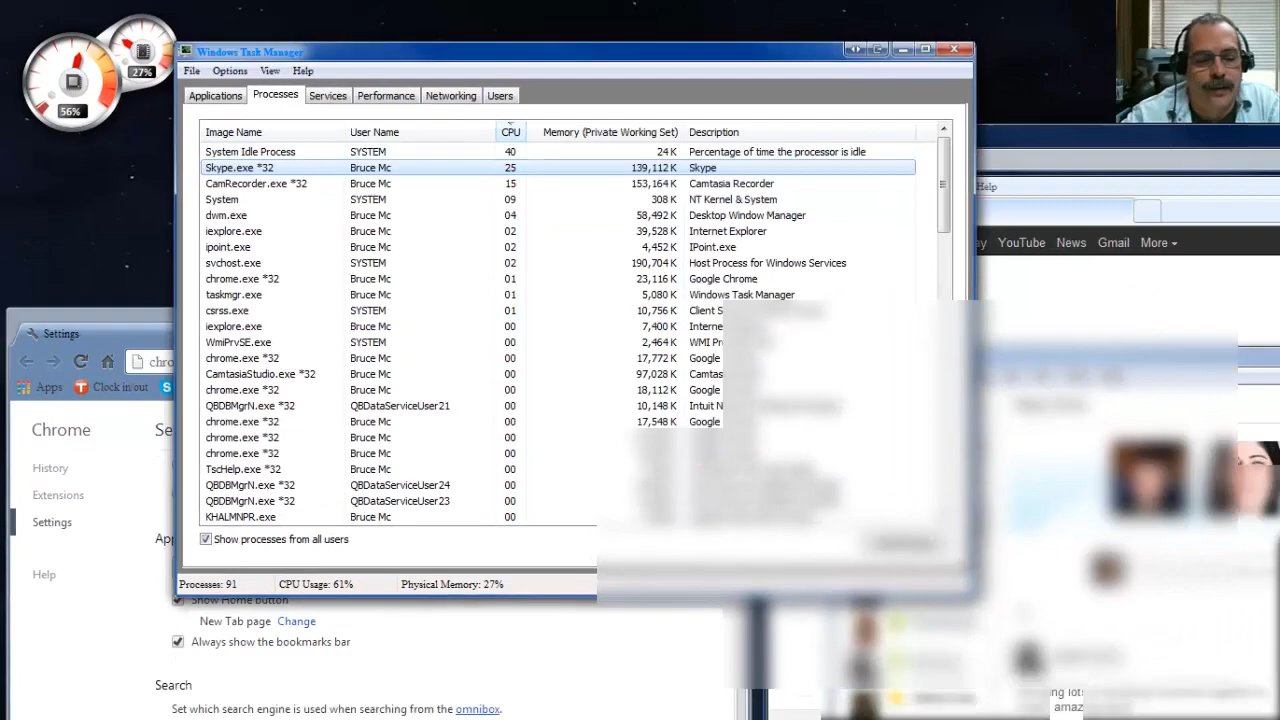 27%
56%
Windows Task Manager
File Options View Help
Applications Processes Services Performance Networking Users
Image Name User Name CPU Memory (Private Working Set) Description
System Idle Process SYSTEM 40 24 K Percentage of time the processor is idle
Skype.exe *32 Bruce Mc 25 139,112 K Skype
CamRecorder.exe *32 Bruce Mc 15 153,164 K Camtasia Recorder
System SYSTEM 09 308 K NT Kernel & System
dwm.exe Bruce Mc 04 58,492 K Desktop Window Manager
iexplore.exe Bruce Mc 02 39,528 K Internet Explorer
ipoint.exe Bruce Mc 02 4,452 K IPoint.exe
svchost.exe SYSTEM 02 190,704 K Host Process for Windows Services
chrome.exe *32 Bruce Mc 01 23,116 K Google Chrome
taskmgr.exe Bruce Mc 01 5,080 K Windows Task Manager
csrss.exe SYSTEM 01 10,756 K Client S
iexplore.exe Bruce Mc 00 7,400 K Interne
WmiPrvSE.exe SYSTEM 00 2,464 K WMI Pr
chrome.exe *32 Bruce Mc 00 17,772 K Google
CamtasiaStudio.exe *32 Bruce Mc 00 97,028 K Camtas
chrome.exe *32 Bruce Mc 00 18,112 K Google
QBDBMgrN.exe *32 QBDataServiceUser21 00 10,148 K Intuit N
chrome.exe *32 Bruce Mc 00 17,548 K Google
chrome.exe *32 Bruce Mc 00
chrome.exe *32 Bruce Mc 00
TscHelp.exe *32 Bruce Mc 00
QBDBMgrN.exe *32 QBDataServiceUser24 00
QBDBMgrN.exe *32 QBDataServiceUser23 00
KHALMNPR.exe Bruce Mc 00
Show processes from all users
Processes: 91 CPU Usage: 61% Physical Memory: 27%
Help
ay YouTube News Gmail More
Settings
chro
Apps Clock in/out S
Chrome
Se
History
Extensions
Settings
App
Help
Show Home button
New Tab page Change
Always show the bookmarks bar
Search
Set which search engine is used when searching from the omnibox.
ing lots
amaz